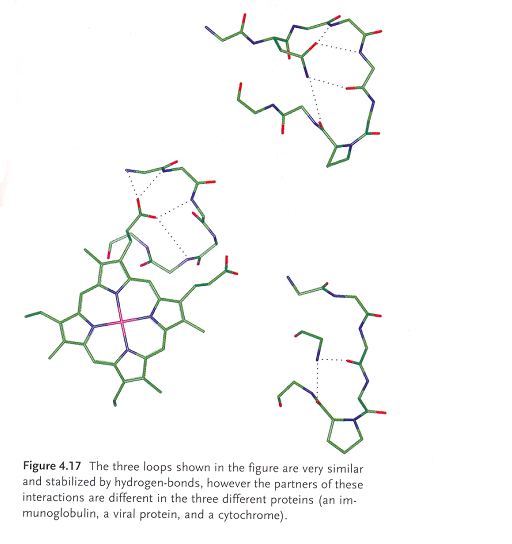 Figure 4.17 The three loops shown in the figure are very similar
and stabilized by hydrogen-bonds, however the partners of these
interactions are different in the three different proteins (an im-
munoglobulin, a viral protein, and a cytochrome).